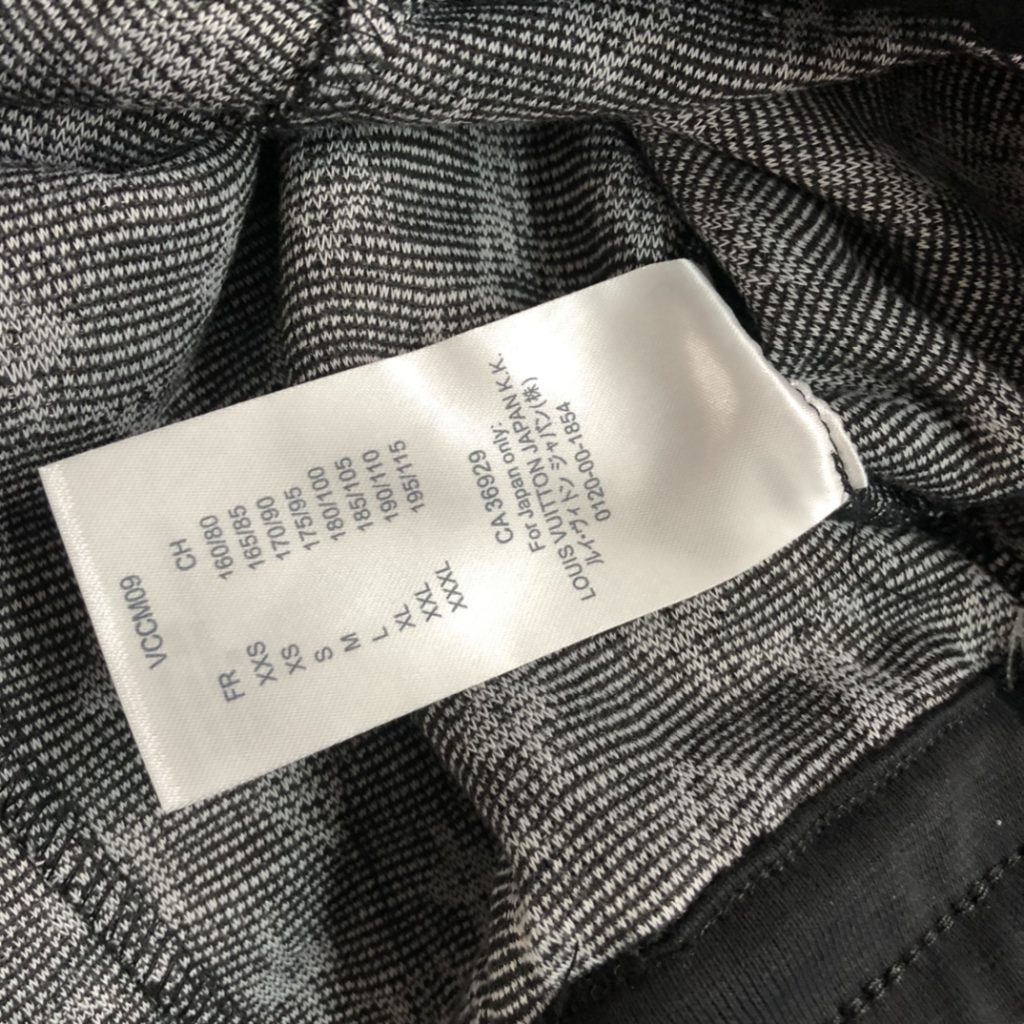 VCCM09
FR CH
XXS 160/80
XS 165/85
S 170/90
M 175/95
L 180/100
XL 185/105
XXL 190/110
XXXL 195/115
CA36929
For Japan only:
LOUIS VUITTON JAPAN K.K.
ルイ・ヴィトン ジャパン(株)
0120-00-1854